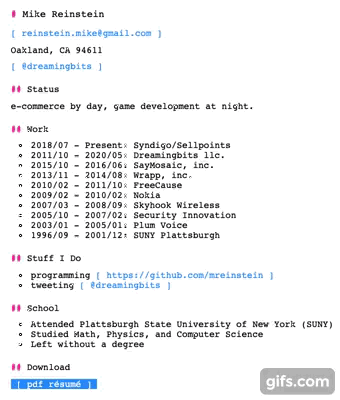 # Mike Reinstein
[ reinstein.mike@gmail.com ]
Oakland, CA 94611
[ @dreamingbits ]
## Status
e-commerce by day, game development at night.
## Work
2018/07 - Present: Syndigo/Sellpoints
2011/10 - 2020/05: Dreamingbits llc.
2015/10 - 2016/06: SayMosaic, inc.
2013/11 - 2014/08: Wrapp, inc.
2010/02 - 2011/10: FreeCause
2009/02 - 2010/02: Nokia
2007/03 - 2008/09: Skyhook Wireless
2005/10 - 2007/02: Security Innovation
2003/01 - 2005/01: Plum Voice
1996/09 - 2001/12: SUNY Plattsburgh
## Stuff I Do
programming [ https://github.com/mreinstein ]
tweeting [ @dreamingbits ]
## School
Attended Plattsburgh State University of New York (SUNY)
Studied Math, Physics, and Computer Science
Left without a degree
## Download
[ pdf résumé ]
gifs.com